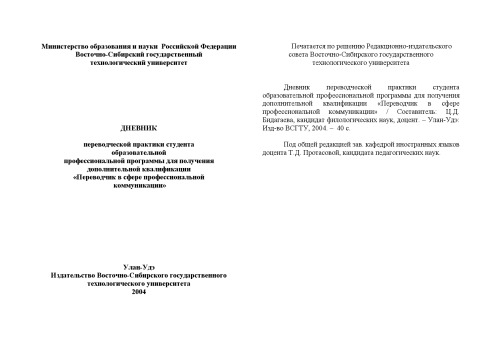 Министерство образования и науки Российской Федерации
Восточно-Сибирский государственный
технологический университет
ДНЕВНИК
переводческой практики студента
образовательной
профессиональной программы для получения
дополнительной квалификации
«Переводчик в сфере профессиональной
коммуникации»
Улан-Удэ
Издательство Восточно-Сибирского государственного
технологического университета
2004
Печатается по решению Редакционно-издательского
совета Восточно-Сибирского государственного
технологического университета
Дневник переводческой практики студента
образовательной профессиональной программы для получения
дополнительной квалификации «Переводчик в сфере
профессиональной коммуникации» / Составитель: Ц.Д.
Бидагаева, кандидат филологических наук, доцент. – Улан-Удэ:
Изд-во ВСГТУ, 2004. – 40 с.
Под общей редакцией зав. кафедрой иностранных языков
доцента Т.Д. Протасовой, кандидата педагогических наук.